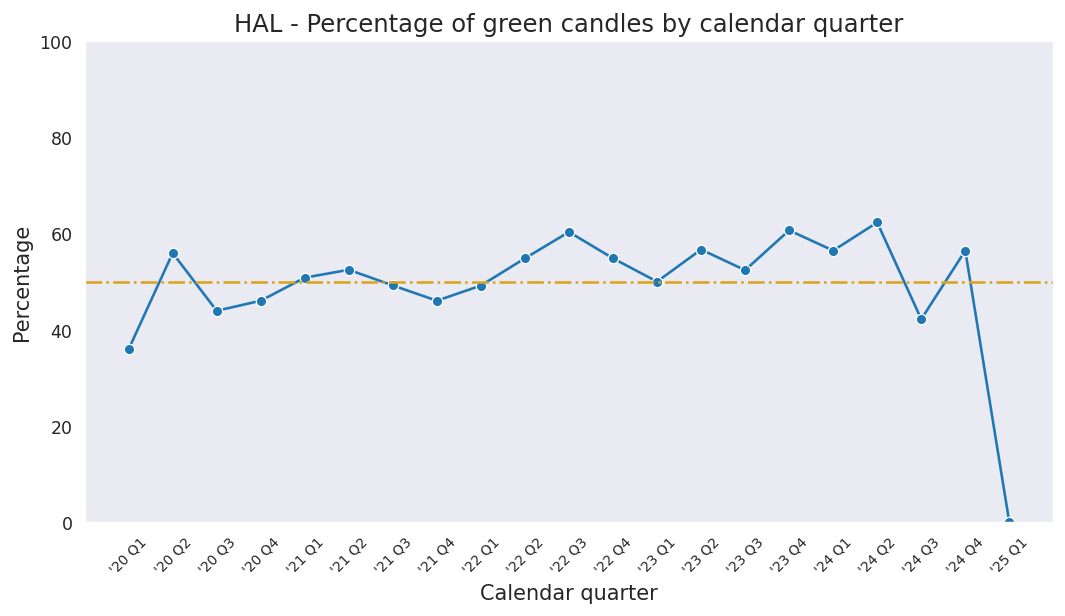 HAL - Percentage of green candles by calendar quarter
100
80
60
40
20
0
Percentage
'20 Q1
'20 Q2
'20 Q3
'20 Q4
'21 Q1
'21 Q2
'21 Q3
'21 Q4
'22 Q1
'22 Q2
'22 Q3
'22 Q4
'23 Q1
'23 Q2
'23 Q3
'23 Q4
'24 Q1
'24 Q2
'24 Q3
'24 Q4
'25 Q1
Calendar quarter